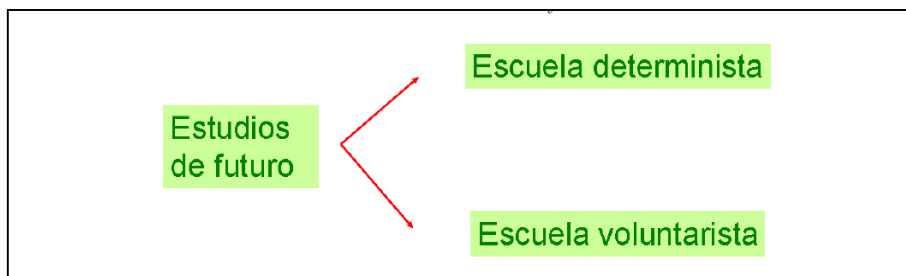 Escuela determinista
Estudios
de futuro
Escuela voluntarista